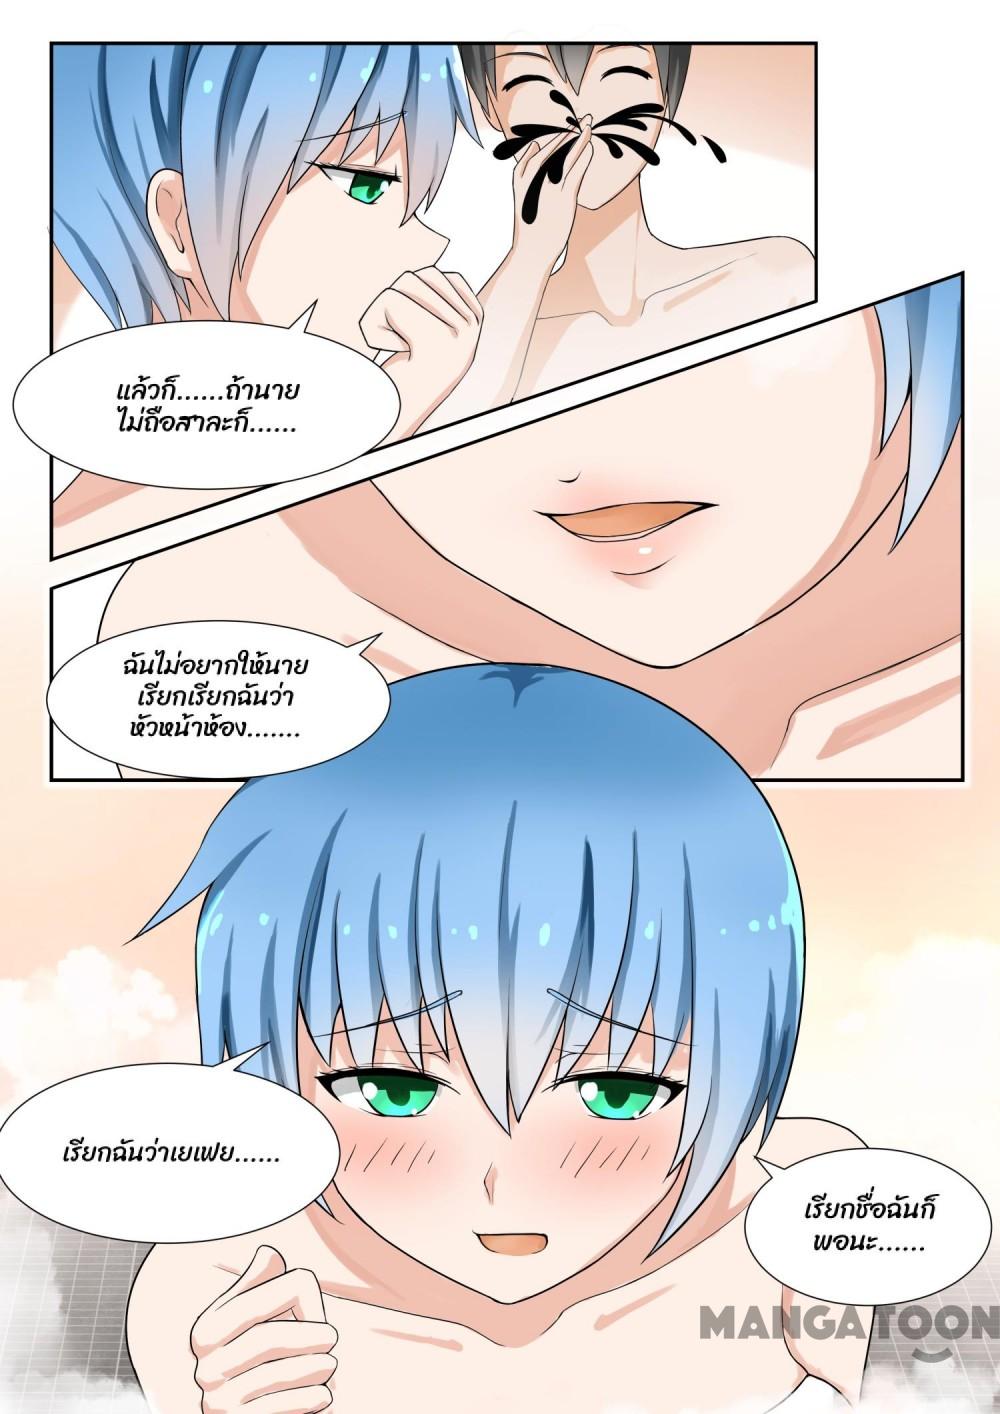 แล้วก็......ถ้านาย
ไม่ถือสาละก็......
ฉันไม่อยากให้นาย
เรียกเรียกฉันว่า
หัวหน้าห้อง.......
เรียกฉันว่าเยเฟย......
เรียกชื่อฉันก็
พอนะ......
MANGATOON